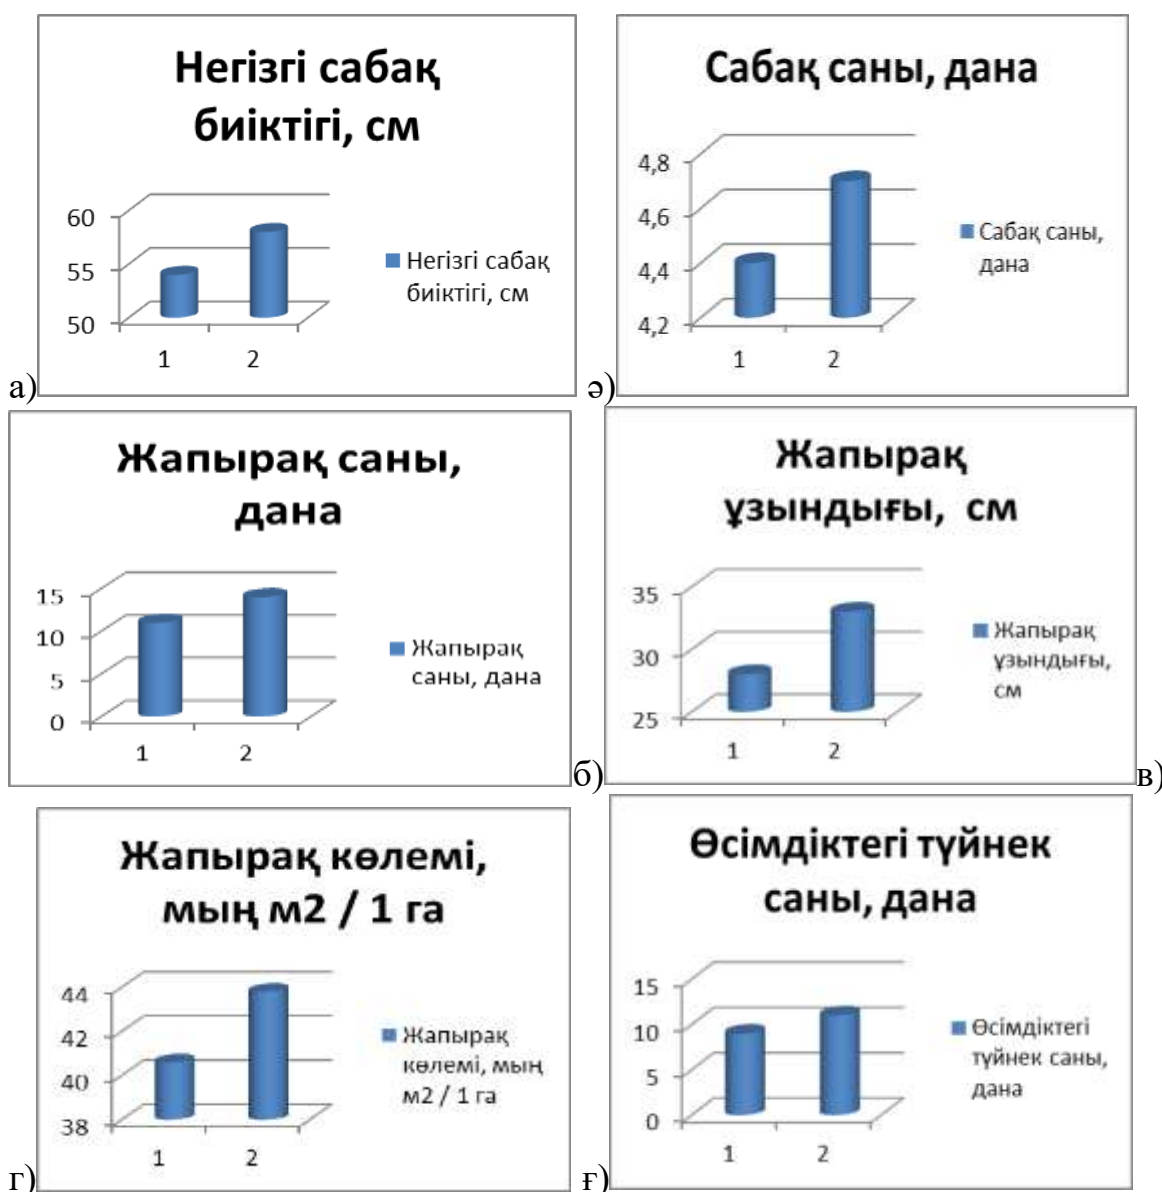 Негізгі сабақ
биіктігі, см
60
55
50
1 2
Негізгі сабақ
биіктігі, см
а)
Сабақ саны, дана
4,8
4,6
4,4
4,2
1 2
Сабақ саны,
дана
ә)
Жапырақ саны,
дана
15
10
5
0
1 2
Жапырақ
саны, дана
б)
Жапырақ
ұзындығы, см
35
30
25
1 2
Жапырақ
ұзындығы,
см
в)
Жапырақ көлемі,
мың м2 / 1 га
44
42
40
38
1 2
Жапырақ
көлемі, мың
м2 / 1 га
г)
Өсімдіктегі түйнек
саны, дана
15
10
5
0
1 2
Өсімдіктегі
түйнек саны,
дана
ғ)